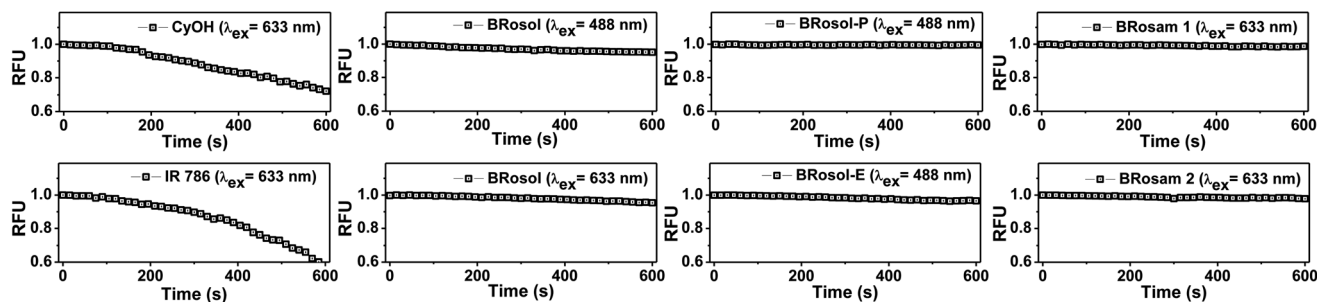 CyOH (λex= 633 nm)
RFU
1.0
0.8
0.6
0 200 400 600
Time (s)
BRosol (λex= 488 nm)
RFU
1.0
0.8
0.6
0 200 400 600
Time (s)
BRosol-P (λex= 488 nm)
RFU
1.0
0.8
0.6
0 200 400 600
Time (s)
BRosam 1 (λex= 633 nm)
RFU
1.0
0.8
0.6
0 200 400 600
Time (s)
IR 786 (λex= 633 nm)
RFU
1.0
0.8
0.6
0 200 400 600
Time (s)
BRosol (λex= 633 nm)
RFU
1.0
0.8
0.6
0 200 400 600
Time (s)
BRosol-E (λex= 488 nm)
RFU
1.0
0.8
0.6
0 200 400 600
Time (s)
BRosam 2 (λex= 633 nm)
RFU
1.0
0.8
0.6
0 200 400 600
Time (s)